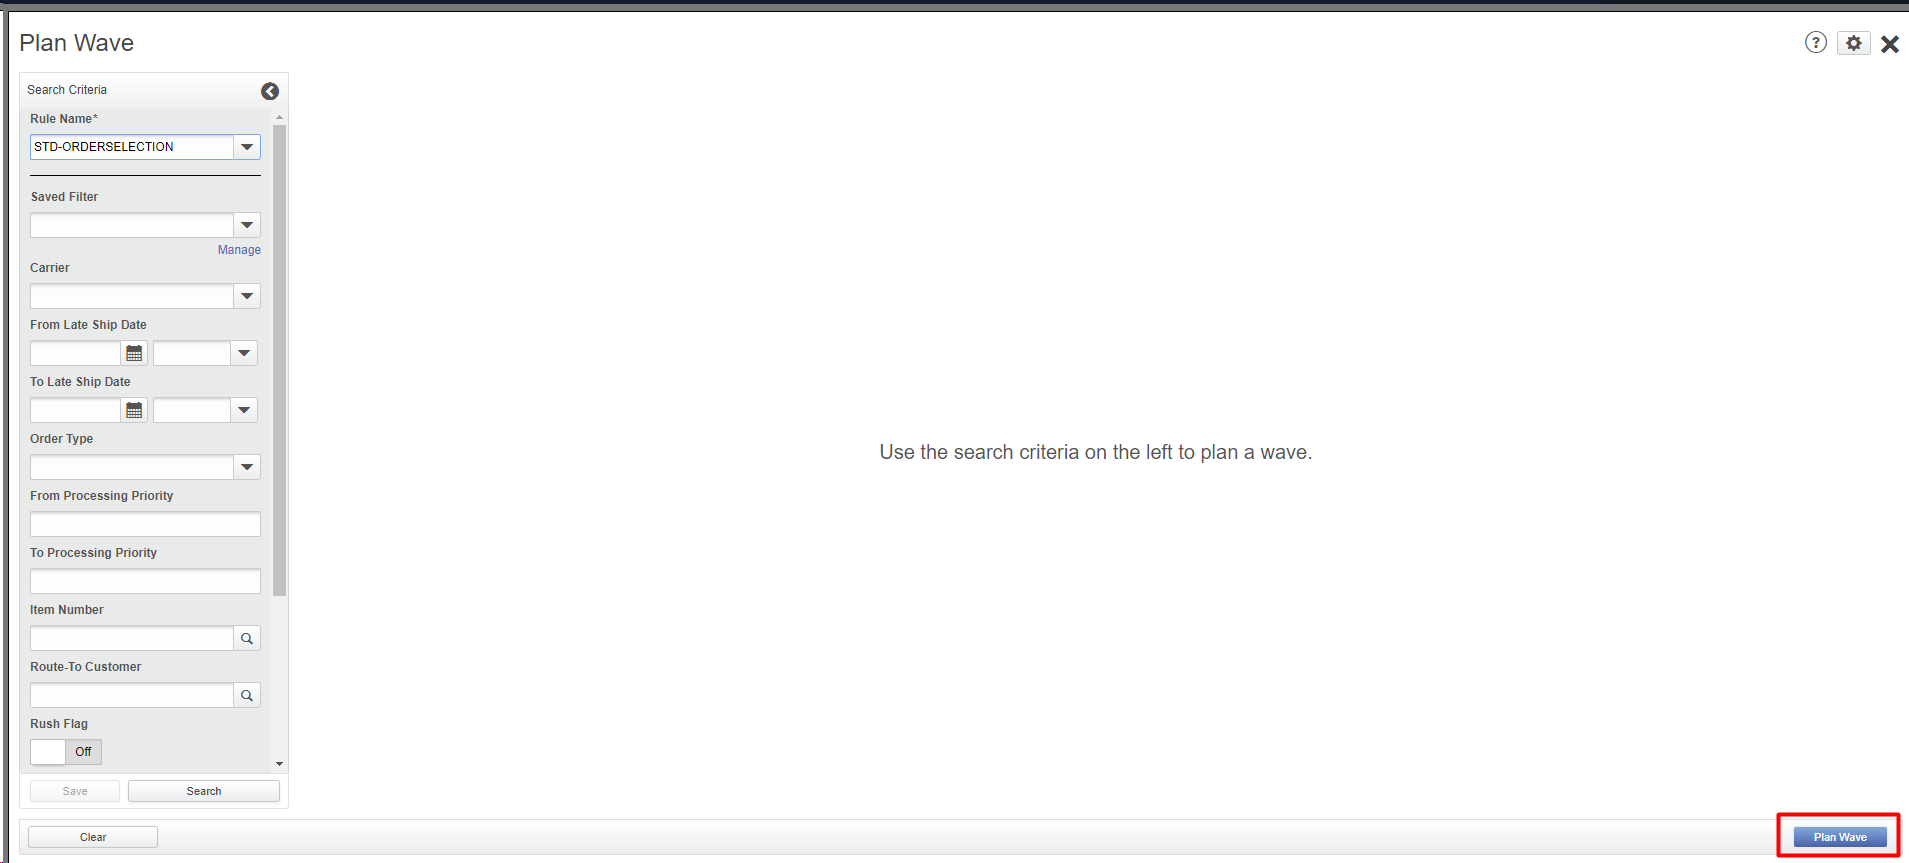 Plan Wave
?
Search Criteria
Rule Name*
STD-ORDERSELECTION
Saved Filter
Manage
Carrier
From Late Ship Date
To Late Ship Date
Order Type
From Processing Priority
To Processing Priority
Item Number
Route-To Customer
Rush Flag
Off
Save
Search
Use the search criteria on the left to plan a wave.
Clear
Plan Wave